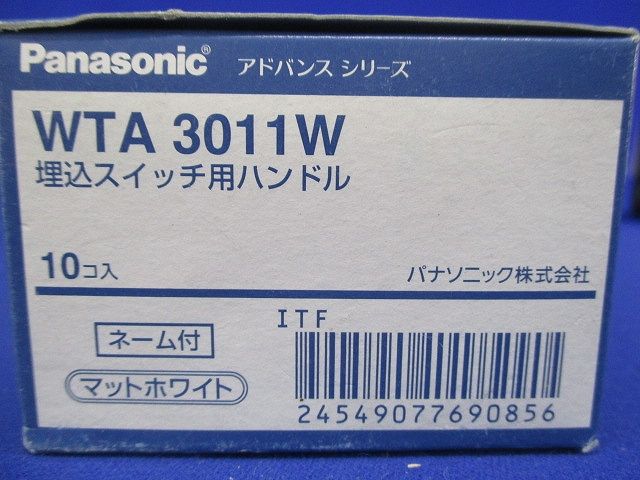 Panasonic® アドバンス シリーズ
WTA 3011W
埋込スイッチ用ハンドル
10コ入
パナソニック株式会社
ネーム付
マットホワイト
ITF
24549077690856